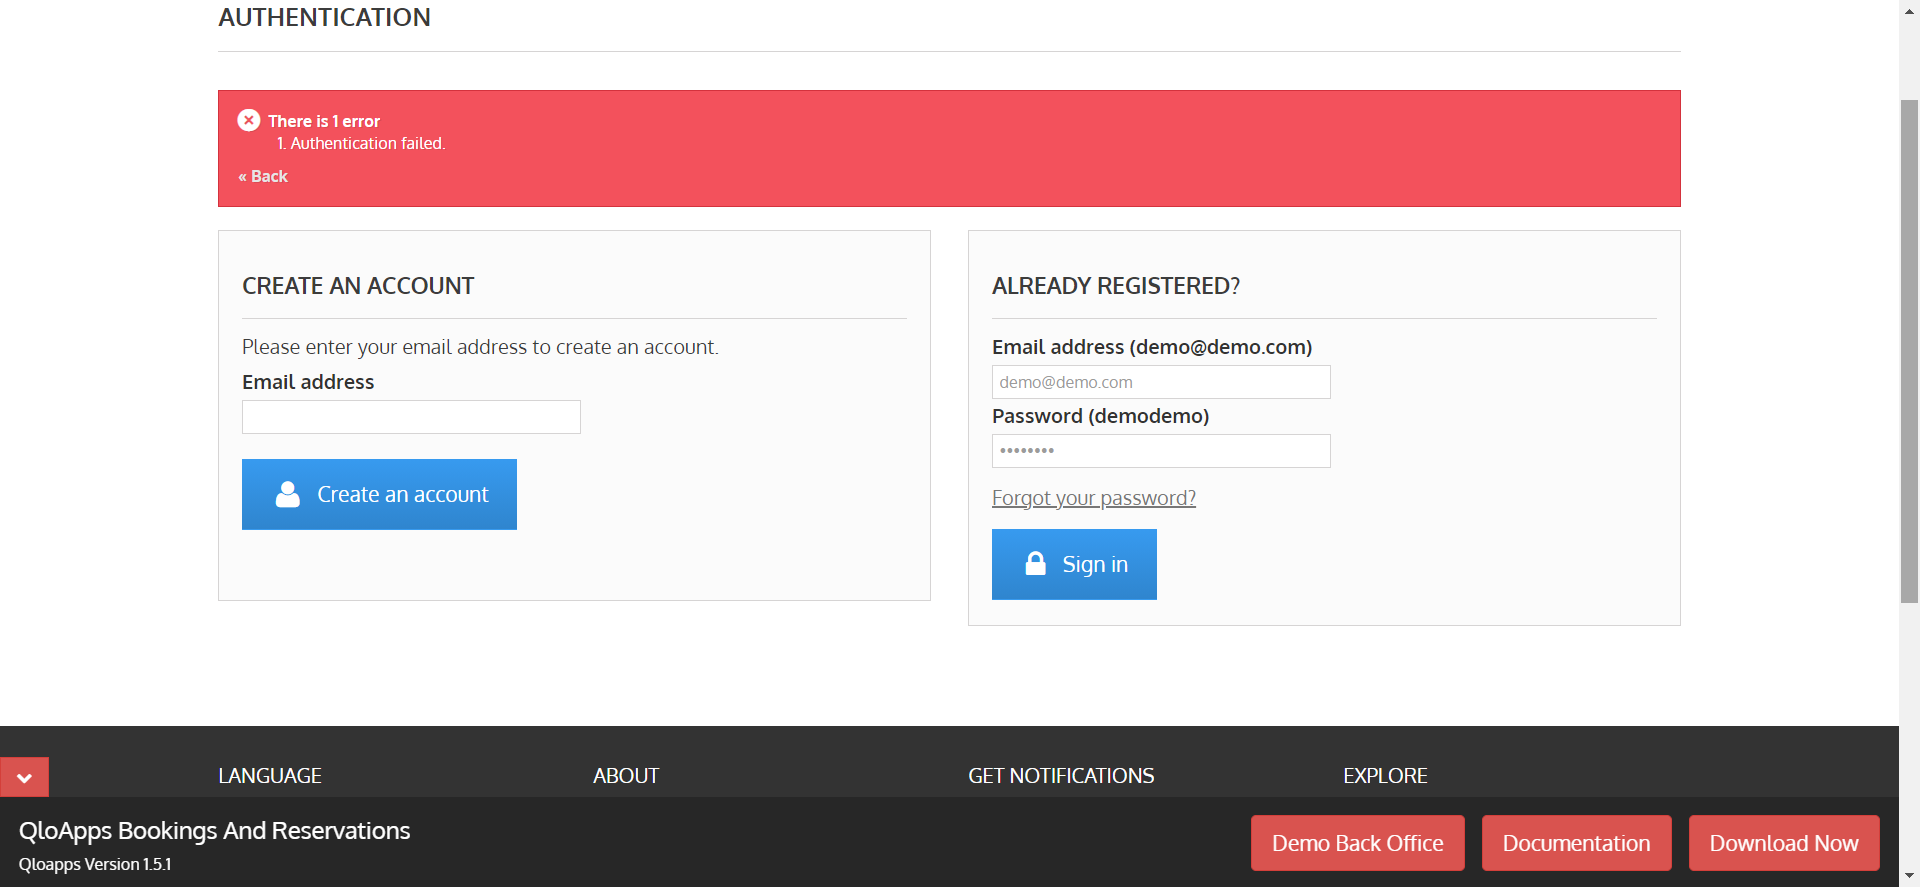 AUTHENTICATION
There is 1 error
1. Authentication failed.
« Back
CREATE AN ACCOUNT
Please enter your email address to create an account.
Email address
Create an account
ALREADY REGISTERED?
Email address (demo@demo.com)
demo@demo.com
Password (demodemo)
••••••••
Forgot your password?
Sign in
LANGUAGE
ABOUT
GET NOTIFICATIONS
EXPLORE
QloApps Bookings And Reservations
Qloapps Version 1.5.1
Demo Back Office
Documentation
Download Now